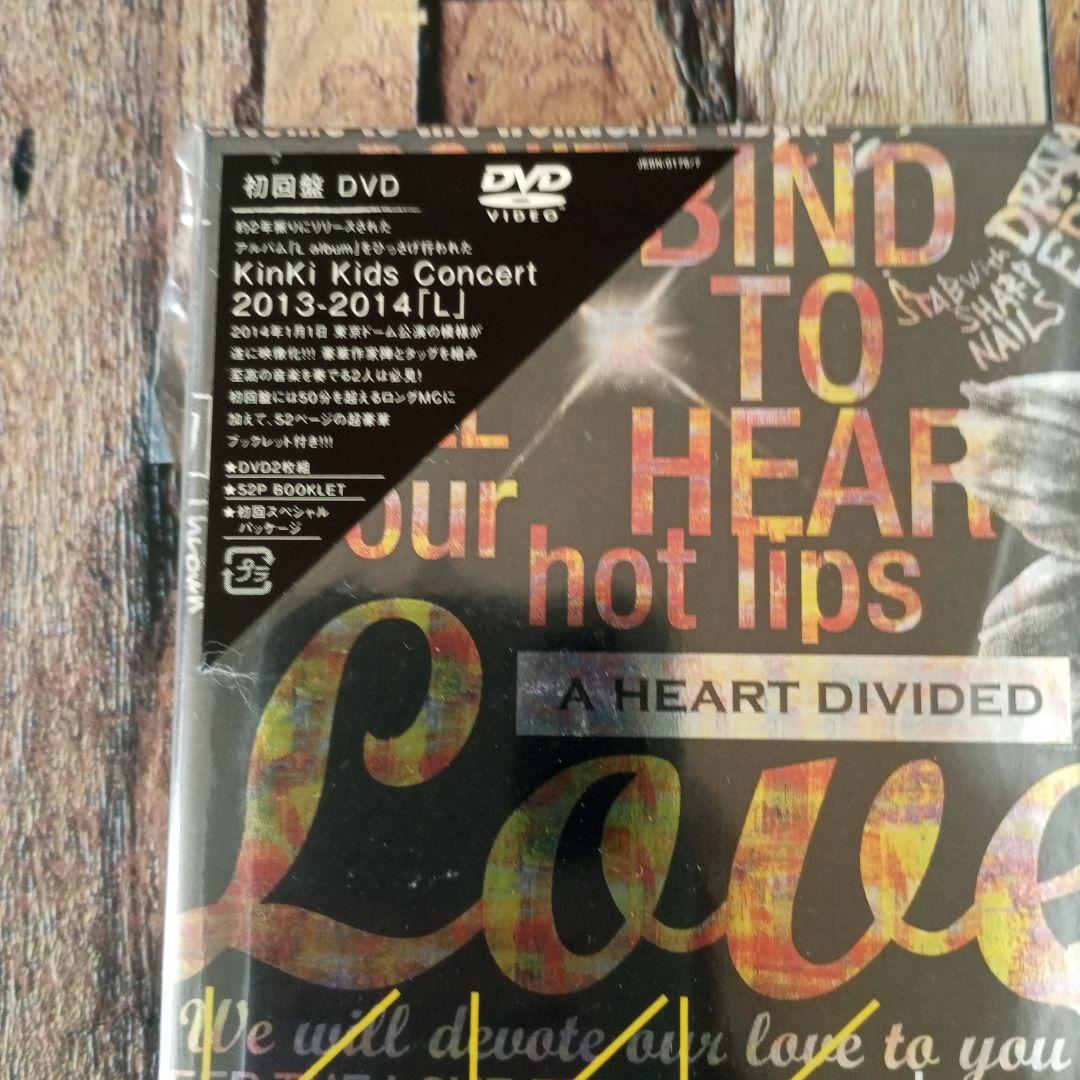 初回盤 DVD
DVD
VIDEO
JEBN-0176/7
約2年振りにリリースされた
アルバム「L album」をひっさげ行われた
KinKi Kids Concert
2013-2014「L」
2014年1月1日 東京ドーム公演の模様が
遂に映像化!!! 豪華作家陣とタッグを組み
至高の音楽を奏でる2人は必見!
初回盤には50分を超えるロングMCに
加えて、52ページの超豪華
ブックレット付き!!!
★DVD2枚組
★52P BOOKLET
★初回スペシャル
パッケージ
プラ
BIND
TO
HEAR
STAB with
SHARP
NAILS
our
hot lips
A HEART DIVIDED
Love
We will devote our love to you